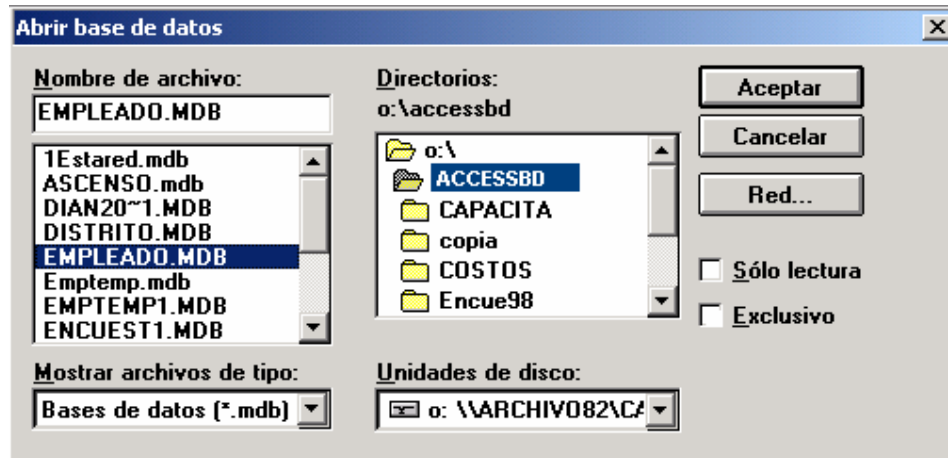 Abrir base de datos
Nombre de archivo:
EMPLEADO.MDB
1Estared.mdb
ASCENSO.mdb
DIAN20~1.MDB
DISTRITO.MDB
EMPLEADO.MDB
Emptemp.mdb
EMPTEMP1.MDB
ENCUEST1.MDB
Mostrar archivos de tipo:
Bases de datos (*.mdb)
Directorios:
o:\accessbd
o:\
ACCESSBD
CAPACITA
copia
COSTOS
Encue98
Unidades de disco:
o: \\ARCHIVO82\CA
Aceptar
Cancelar
Red...
Sólo lectura
Exclusivo